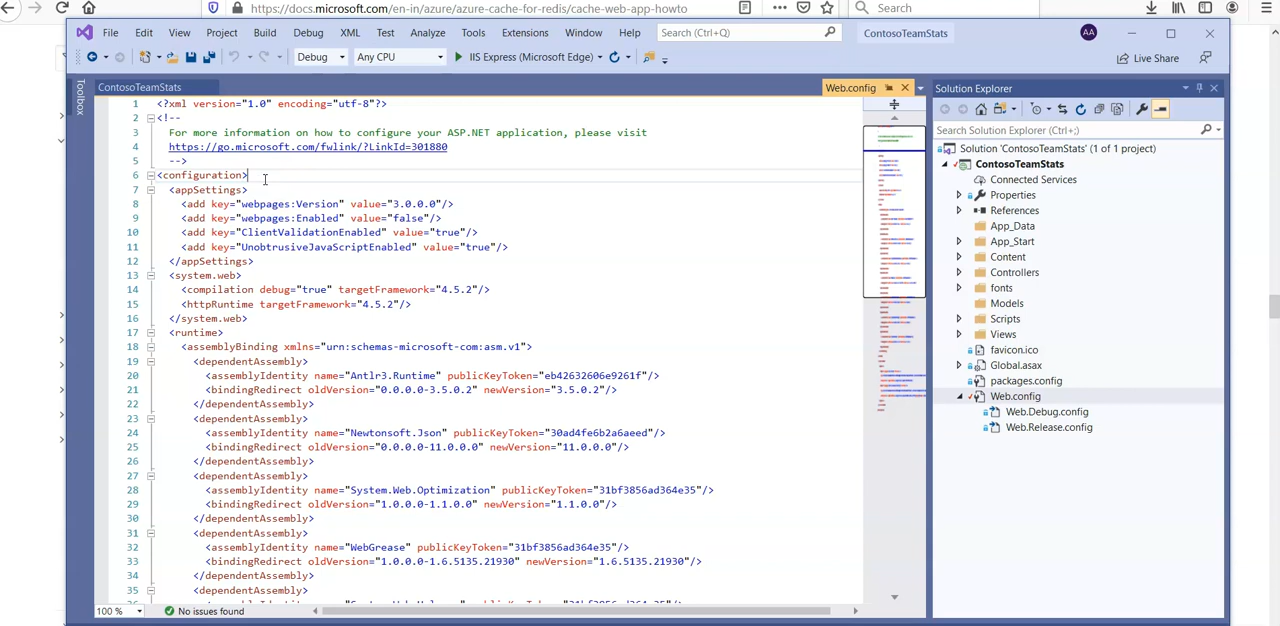 https://docs.microsoft.com/en-in/azure/azure-cache-for-redis/cache-web-app-howto
Search
File Edit View Project Build Debug XML Test Analyze Tools Extensions Window Help Search (Ctrl+Q) ContosoTeamStats AA
Debug Any CPU IIS Express (Microsoft Edge) Live Share
Toolbox
ContosoTeamStats Web.config
1 <?xml version="1.0" encoding="utf-8"?>
2 <!--
3 For more information on how to configure your ASP.NET application, please visit
4 https://go.microsoft.com/fwlink/?LinkId=301880
5 -->
6 <configuration>
7 <appSettings>
8 <add key="webpages:Version" value="3.0.0.0"/>
9 <add key="webpages:Enabled" value="false"/>
10 <add key="ClientValidationEnabled" value="true"/>
11 <add key="UnobtrusiveJavaScriptEnabled" value="true"/>
12 </appSettings>
13 <system.web>
14 <compilation debug="true" targetFramework="4.5.2"/>
15 <httpRuntime targetFramework="4.5.2"/>
16 </system.web>
17 <runtime>
18 <assemblyBinding xmlns="urn:schemas-microsoft-com:asm.v1">
19 <dependentAssembly>
20 <assemblyIdentity name="Antlr3.Runtime" publicKeyToken="eb42632606e9261f"/>
21 <bindingRedirect oldVersion="0.0.0.0-3.5.0.2" newVersion="3.5.0.2"/>
22 </dependentAssembly>
23 <dependentAssembly>
24 <assemblyIdentity name="Newtonsoft.Json" publicKeyToken="30ad4fe6b2a6aeed"/>
25 <bindingRedirect oldVersion="0.0.0.0-11.0.0.0" newVersion="11.0.0.0"/>
26 </dependentAssembly>
27 <dependentAssembly>
28 <assemblyIdentity name="System.Web.Optimization" publicKeyToken="31bf3856ad364e35"/>
29 <bindingRedirect oldVersion="1.0.0.0-1.1.0.0" newVersion="1.1.0.0"/>
30 </dependentAssembly>
31 <dependentAssembly>
32 <assemblyIdentity name="WebGrease" publicKeyToken="31bf3856ad364e35"/>
33 <bindingRedirect oldVersion="1.0.0.0-1.6.5135.21930" newVersion="1.6.5135.21930"/>
34 </dependentAssembly>
35 <dependentAssembly>
100 % No issues found
Solution Explorer
Search Solution Explorer (Ctrl+;)
Solution 'ContosoTeamStats' (1 of 1 project)
ContosoTeamStats
Connected Services
Properties
References
App_Data
App_Start
Content
Controllers
fonts
Models
Scripts
Views
favicon.ico
Global.asax
packages.config
Web.config
Web.Debug.config
Web.Release.config